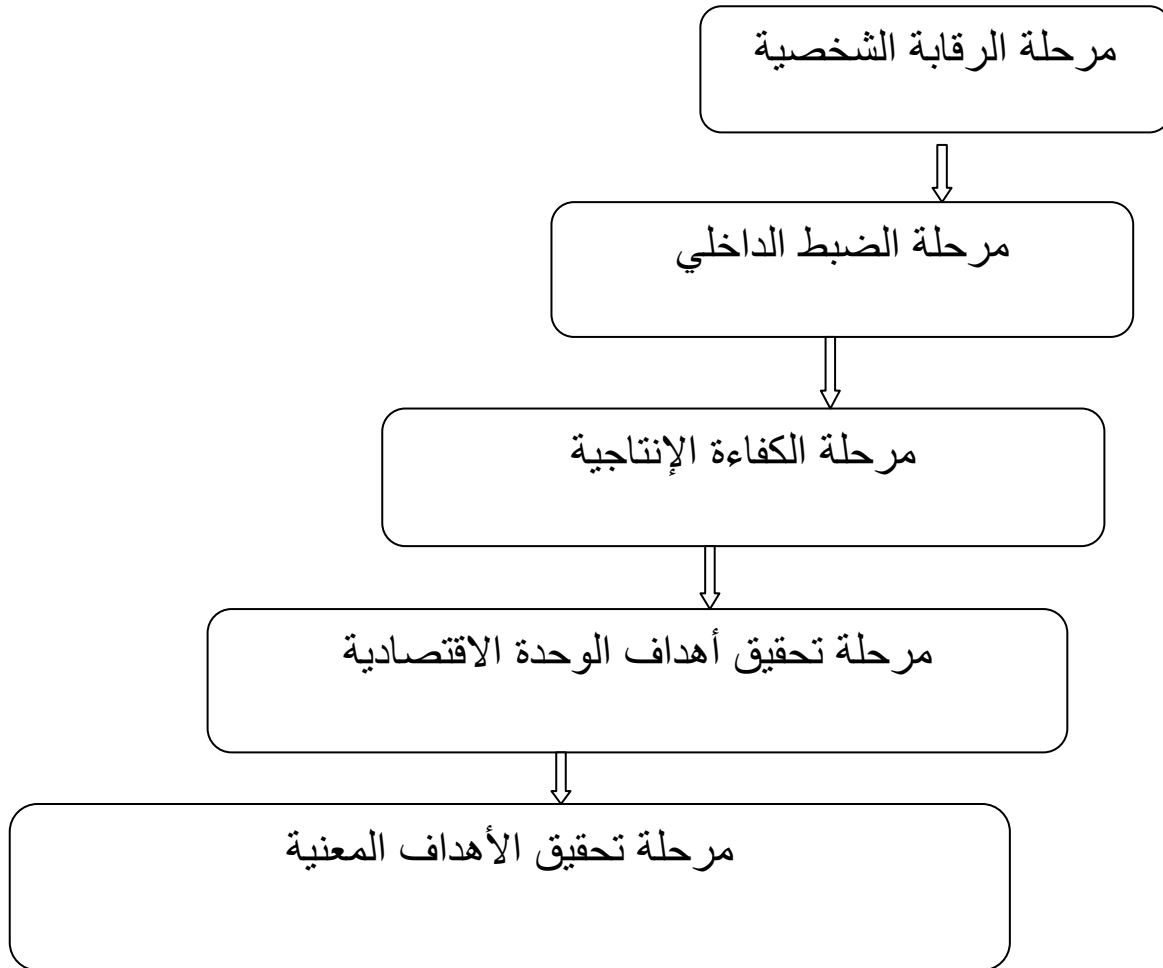 مرحلة الرقابة الشخصية
مرحلة الضبط الداخلي
مرحلة الكفاءة الإنتاجية
مرحلة تحقيق أهداف الوحدة الاقتصادية
مرحلة تحقيق الأهداف المعنية